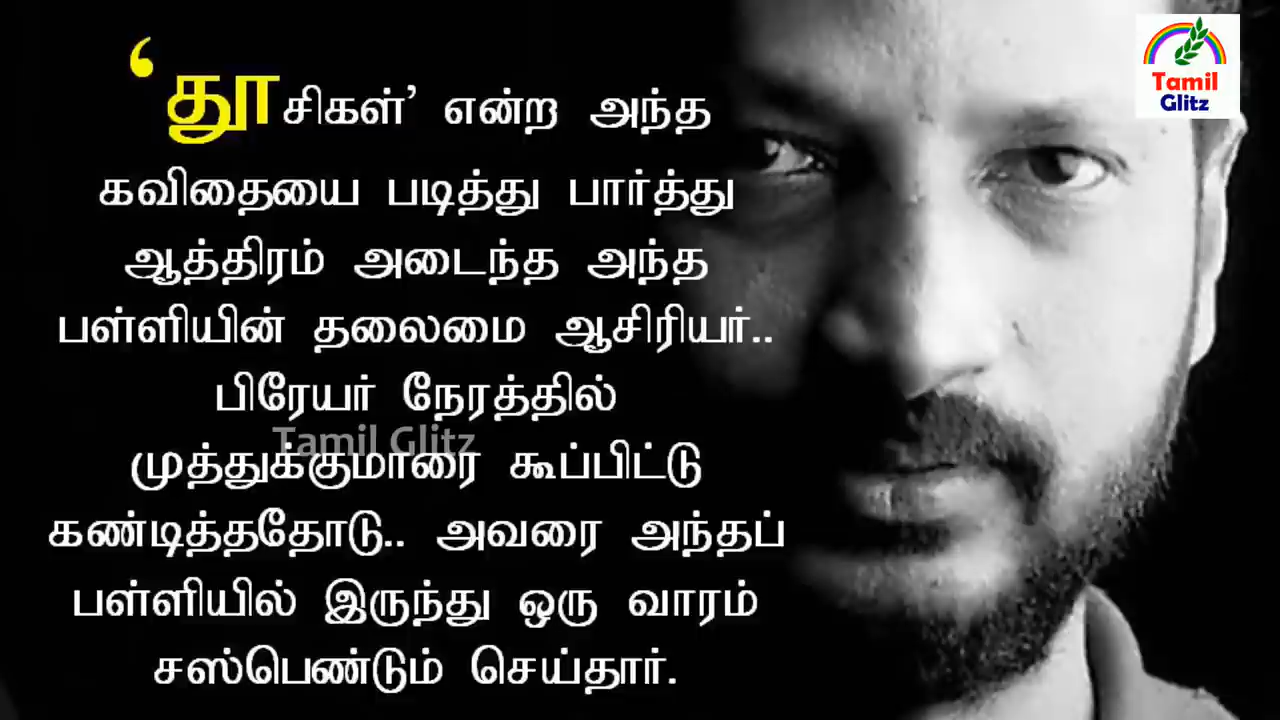 Tamil
Glitz
‘தூசிகள்’ என்ற அந்த
கவிதையை படித்து பார்த்து
ஆத்திரம் அடைந்த அந்த
பள்ளியின் தலைமை ஆசிரியர்..
பிரேயர் நேரத்தில்
Tamil Glitz
முத்துக்குமாரை கூப்பிட்டு
கண்டித்ததோடு.. அவரை அந்தப்
பள்ளியில் இருந்து ஒரு வாரம்
சஸ்பெண்டும் செய்தார்.